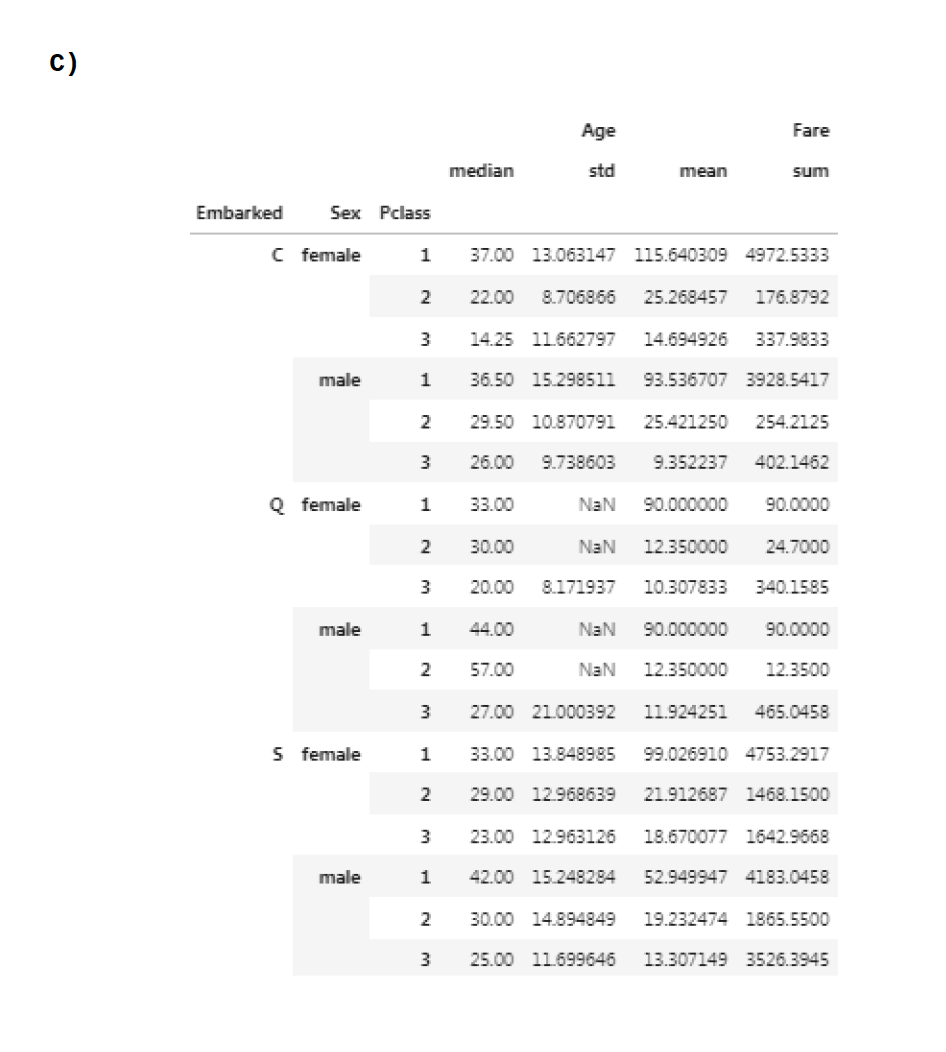 C)
Age Fare
median std mean sum
Embarked Sex Pclass
C female 1 37.00 13.063147 115.640309 4972.5333
2 22.00 8.706866 25.268457 176.8792
3 14.25 11.662797 14.694926 337.9833
male 1 36.50 15.298511 93.536707 3928.5417
2 29.50 10.870791 25.421250 254.2125
3 26.00 9.738603 9.352237 402.1462
Q female 1 33.00 NaN 90.000000 90.0000
2 30.00 NaN 12.350000 24.7000
3 20.00 8.171937 10.307833 340.1585
male 1 44.00 NaN 90.000000 90.0000
2 57.00 NaN 12.350000 12.3500
3 27.00 21.000392 11.924251 465.0458
S female 1 33.00 13.848985 99.026910 4753.2917
2 29.00 12.968639 21.912687 1468.1500
3 23.00 12.963126 18.670077 1642.9668
male 1 42.00 15.248284 52.949947 4183.0458
2 30.00 14.894849 19.232474 1865.5500
3 25.00 11.699646 13.307149 3526.3945